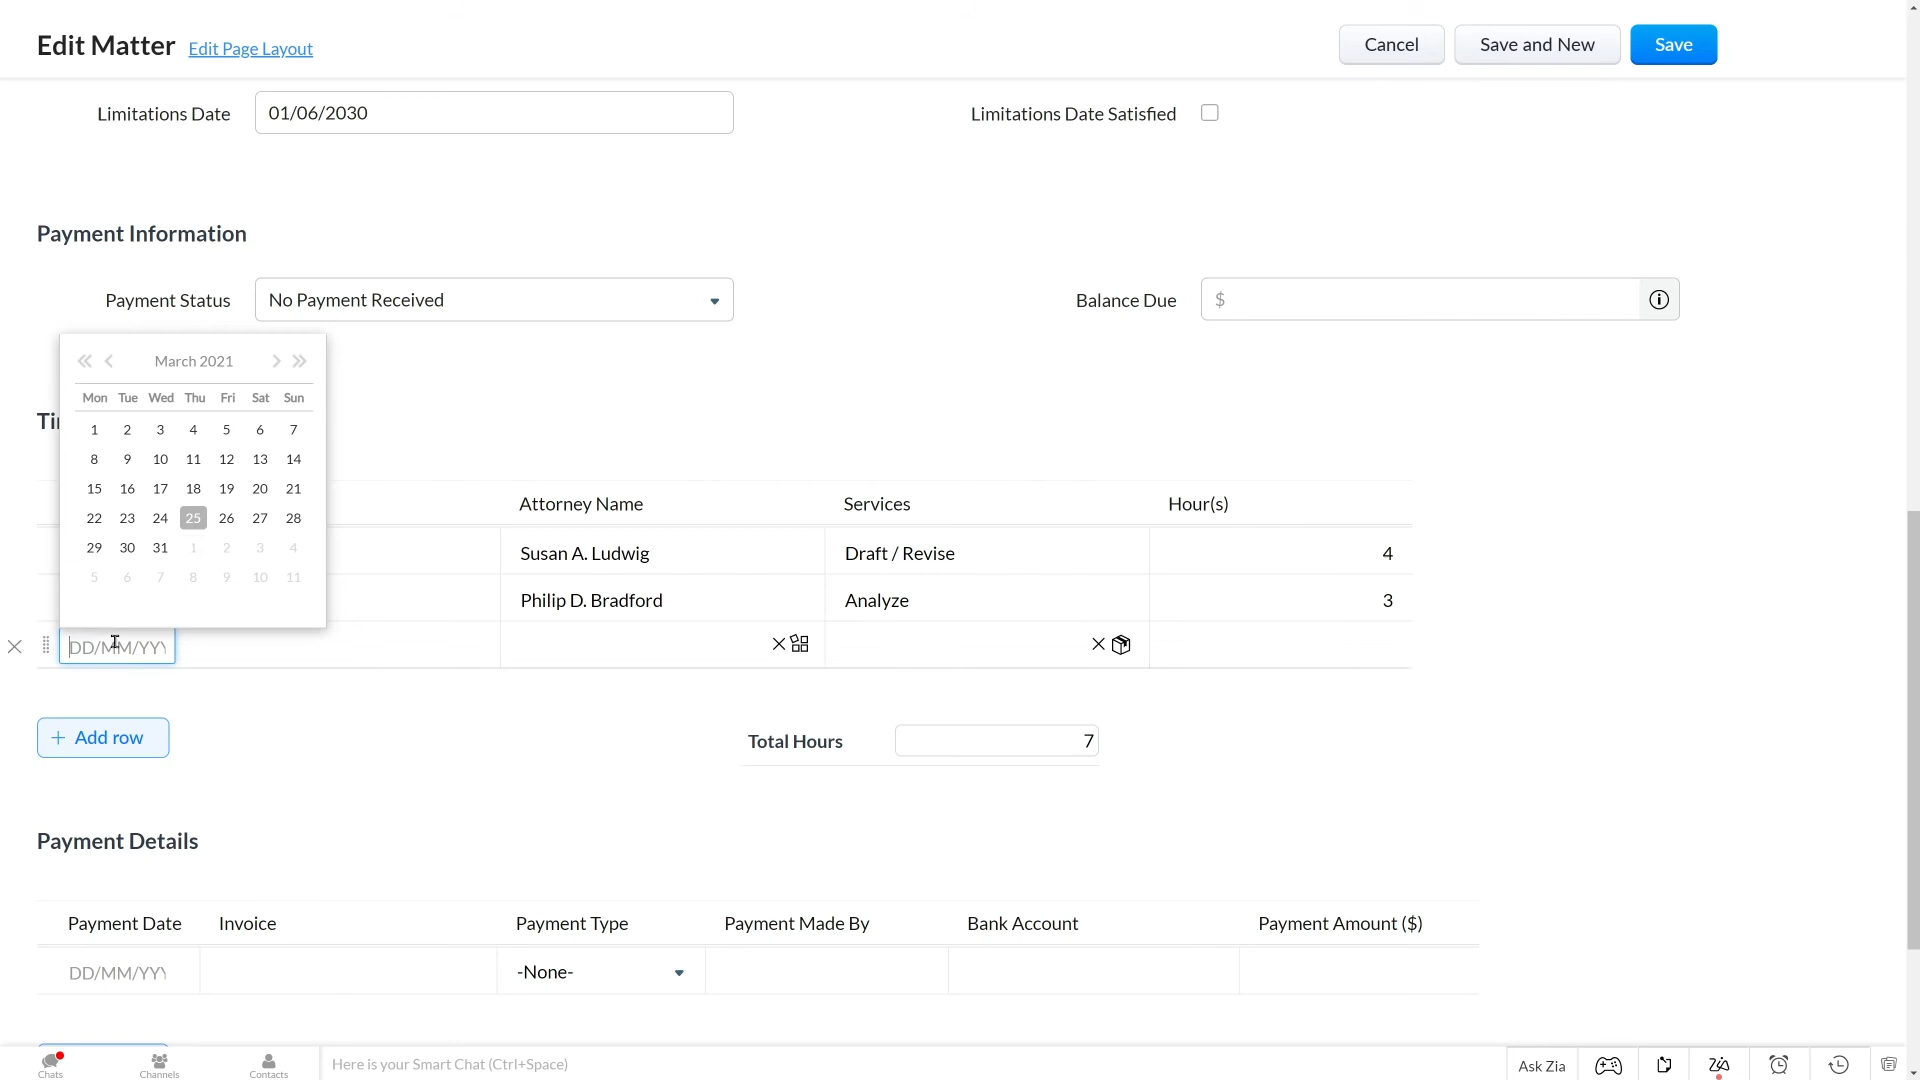 Edit Matter Edit Page Layout Cancel Save and New Save
Limitations Date 01/06/2030 Limitations Date Satisfied
Payment Information
Payment Status No Payment Received Balance Due $
March 2021
Mon Tue Wed Thu Fri Sat Sun
1 2 3 4 5 6 7
8 9 10 11 12 13 14
15 16 17 18 19 20 21
22 23 24 25 26 27 28
29 30 31 1 2 3 4
5 6 7 8 9 10 11
Attorney Name Services Hour(s)
Susan A. Ludwig Draft / Revise 4
Philip D. Bradford Analyze 3
DD/MM/YYY
+ Add row Total Hours 7
Payment Details
Payment Date Invoice Payment Type Payment Made By Bank Account Payment Amount ($)
DD/MM/YYY -None-
Chats Channels Contacts Here is your Smart Chat (Ctrl+Space) Ask Zia